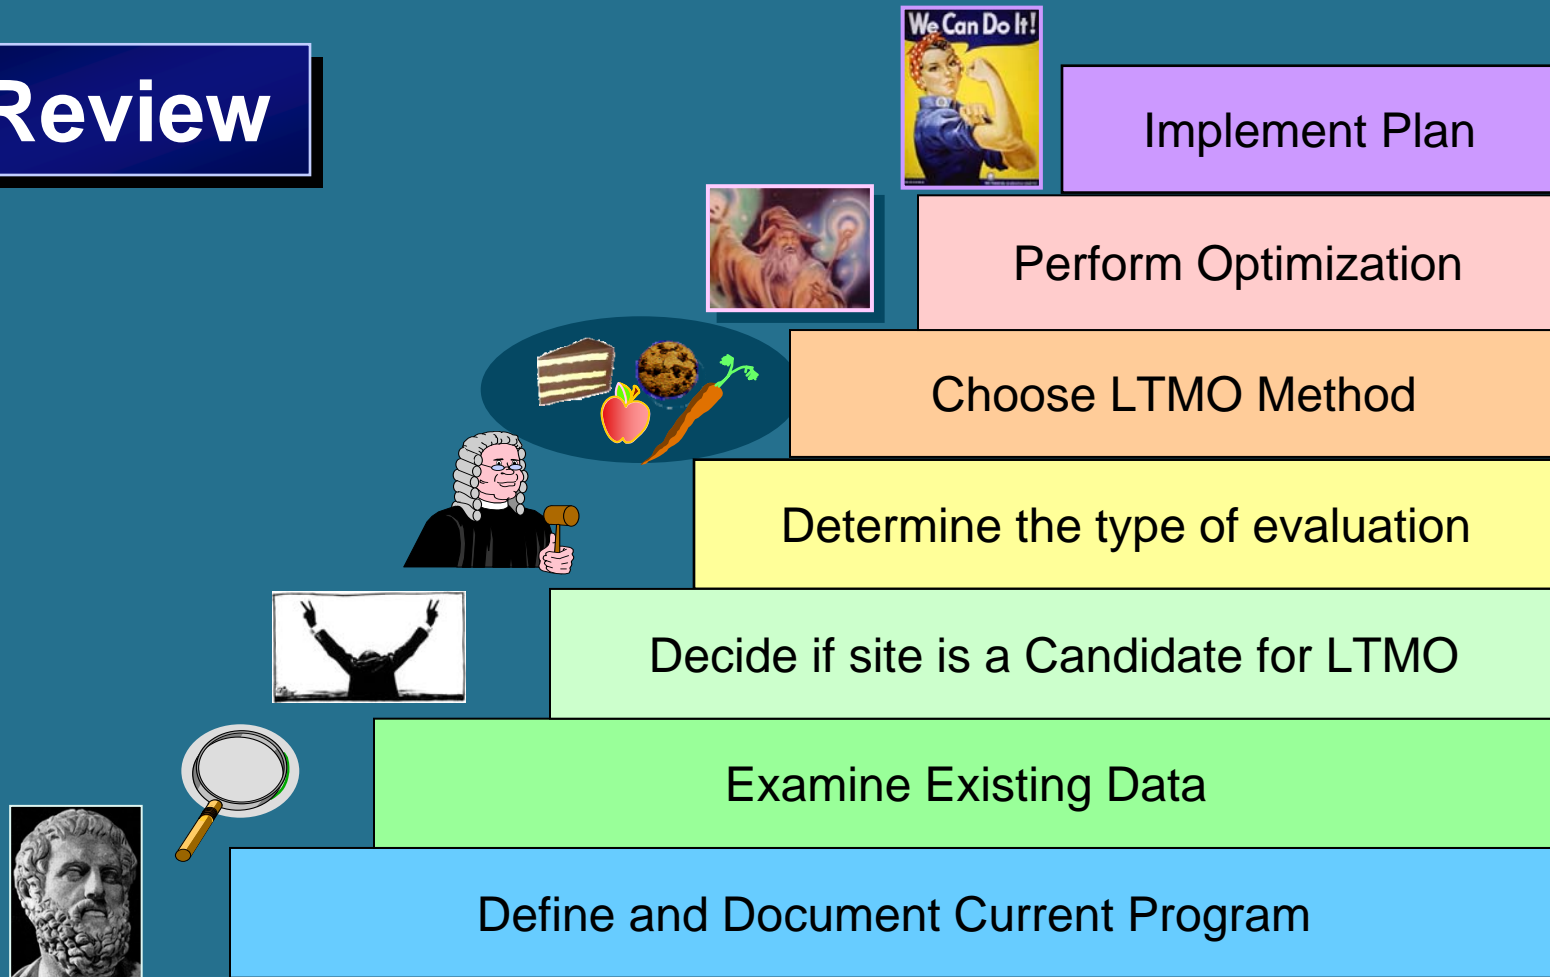 Review
We Can Do It!
Implement Plan
Perform Optimization
Choose LTMO Method
Determine the type of evaluation
Decide if site is a Candidate for LTMO
Examine Existing Data
Define and Document Current Program